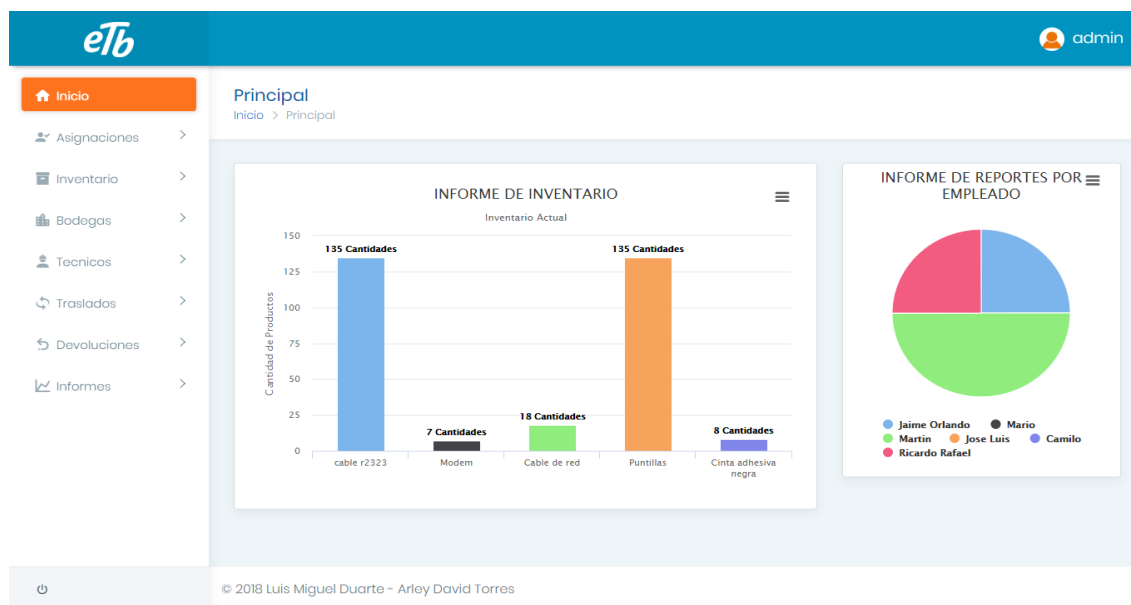 eTb
admin
Inicio
Asignaciones
Inventario
Bodegas
Tecnicos
Traslados
Devoluciones
Informes
Principal
Inicio > Principal
INFORME DE INVENTARIO
Inventario Actual
Cantidad de Productos
150
125
100
75
50
25
0
135 Cantidades
7 Cantidades
18 Cantidades
135 Cantidades
8 Cantidades
cable r2323
Modem
Cable de red
Puntillas
Cinta adhesiva
negra
INFORME DE REPORTES POR
EMPLEADO
Jaime Orlando
Mario
Martin
Jose Luis
Camilo
Ricardo Rafael
© 2018 Luis Miguel Duarte - Arley David Torres